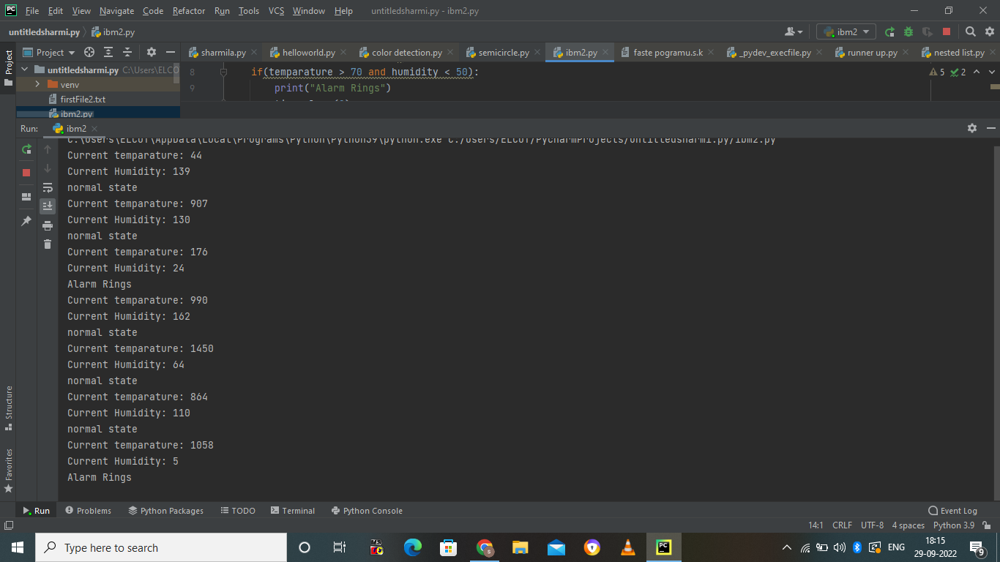 File Edit View Navigate Code Refactor Run Tools VCS Window Help untitledsharmi.py - ibm2.py
untitledsharmi.py ibm2.py ibm2
Project sharmila.py helloworld.py color detection.py semicircle.py ibm2.py faste pogramu.s.k _pydev_execfile.py runner up.py nested list.py
Project
untitledsharmi.py C:\Users\ELCO
venv
firstFile2.txt
ibm2.py
8 if(temparature > 70 and humidity < 50): 5 2
9 print("Alarm Rings")
Run: ibm2
C:\Users\ELCOT\AppData\Local\Programs\Python\Python39\python.exe C:/Users/ELCOT/PycharmProjects/untitledsharmi.py/ibm2.py
Current temparature: 44
Current Humidity: 139
normal state
Current temparature: 907
Current Humidity: 130
normal state
Current temparature: 176
Current Humidity: 24
Alarm Rings
Current temparature: 990
Current Humidity: 162
normal state
Current temparature: 1450
Current Humidity: 64
normal state
Current temparature: 864
Current Humidity: 110
normal state
Current temparature: 1058
Current Humidity: 5
Alarm Rings
Structure
Favorites
Run Problems Python Packages TODO Terminal Python Console Event Log
14:1 CRLF UTF-8 4 spaces Python 3.9
Type here to search ENG 18:15
29-09-2022 9